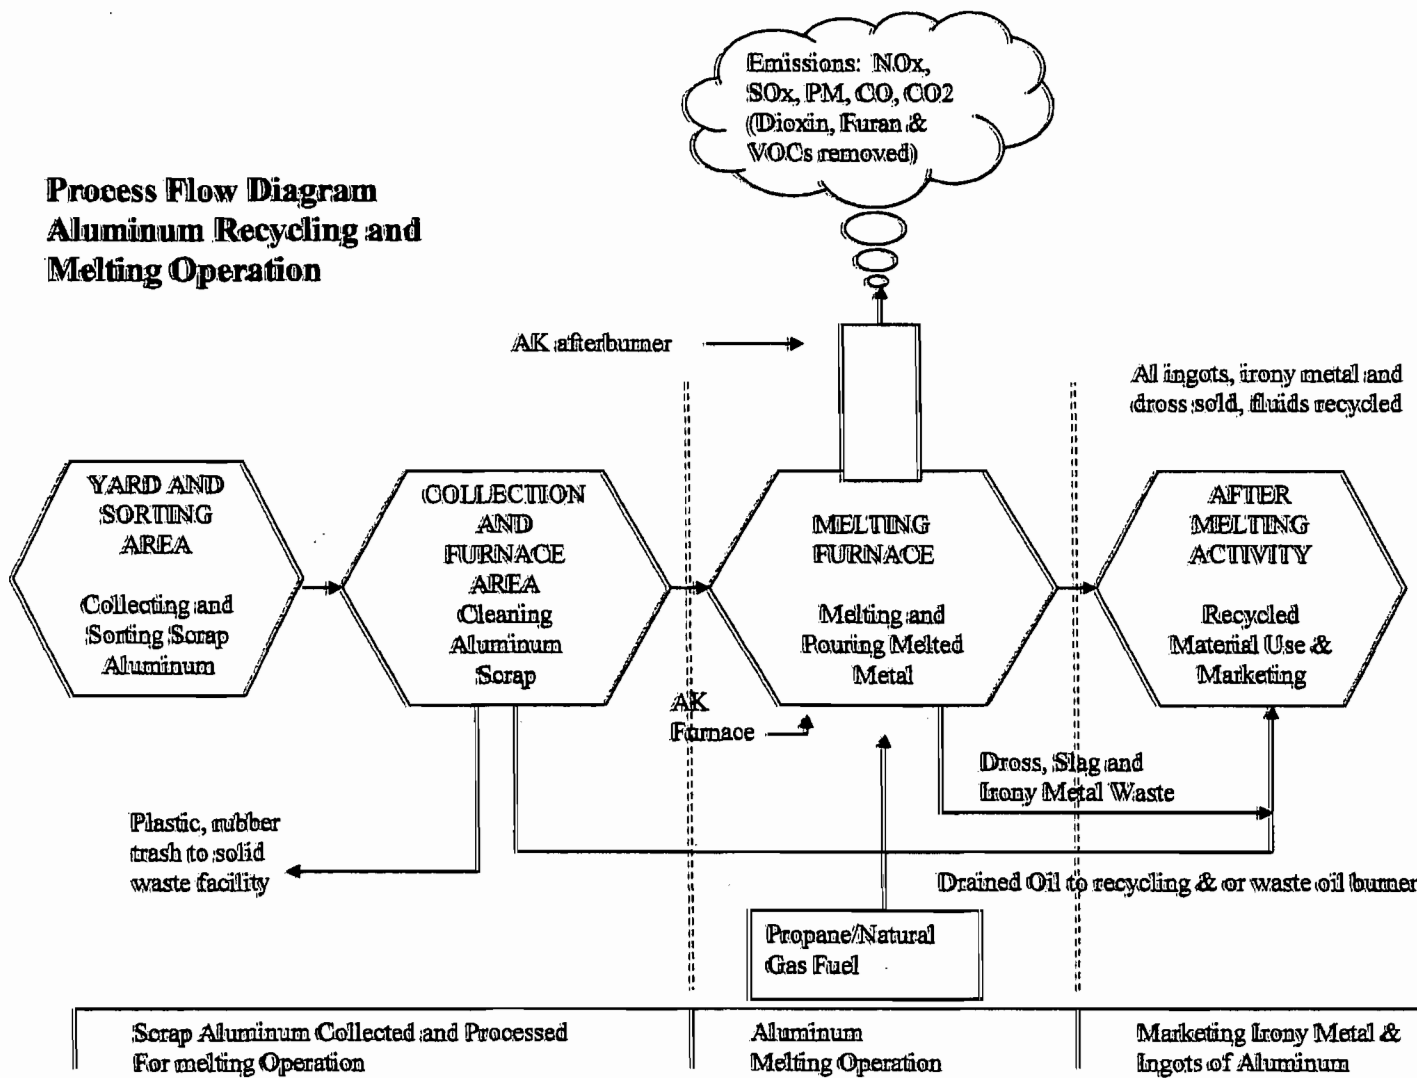 Emissions: NOx,
SOx, PM, CO, CO2
(Dioxin, Furan &
VOCs removed)
Process Flow Diagram
Aluminum Recycling and
Melting Operation
AK afterburner
Al ingots, irony metal and
dross sold, fluids recycled
YARD AND
SORTING
AREA
Collecting and
Sorting Scrap
Aluminum
COLLECTION
AND
FURNACE
AREA
Cleaning
Aluminum
Scrap
MELTING
FURNACE
Melting and
Pouring Melted
Metal
AFTER
MELTING
ACTIVITY
Recycled
Material Use &
Marketing
AK
Furnace
Dross, Slag and
Irony Metal Waste
Plastic, rubber
trash to solid
waste facility
Drained Oil to recycling & or waste oil burner
Propane/Natural
Gas Fuel
Scrap Aluminum Collected and Processed
For melting Operation
Aluminum
Melting Operation
Marketing Irony Metal &
Ingots of Aluminum